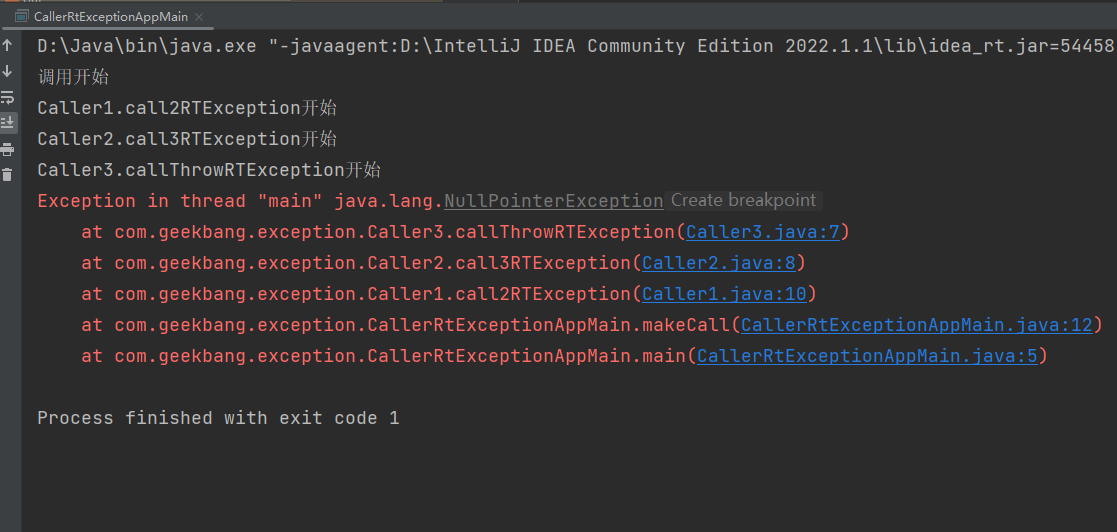 CallerRtExceptionAppMain
D:\Java\bin\java.exe "-javaagent:D:\IntelliJ IDEA Community Edition 2022.1.1\lib\idea_rt.jar=54458
调用开始
Caller1.call2RTException开始
Caller2.call3RTException开始
Caller3.callThrowRTException开始
Exception in thread "main" java.lang.NullPointerException Create breakpoint
at com.geekbang.exception.Caller3.callThrowRTException(Caller3.java:7)
at com.geekbang.exception.Caller2.call3RTException(Caller2.java:8)
at com.geekbang.exception.Caller1.call2RTException(Caller1.java:10)
at com.geekbang.exception.CallerRtExceptionAppMain.makeCall(CallerRtExceptionAppMain.java:12)
at com.geekbang.exception.CallerRtExceptionAppMain.main(CallerRtExceptionAppMain.java:5)
Process finished with exit code 1